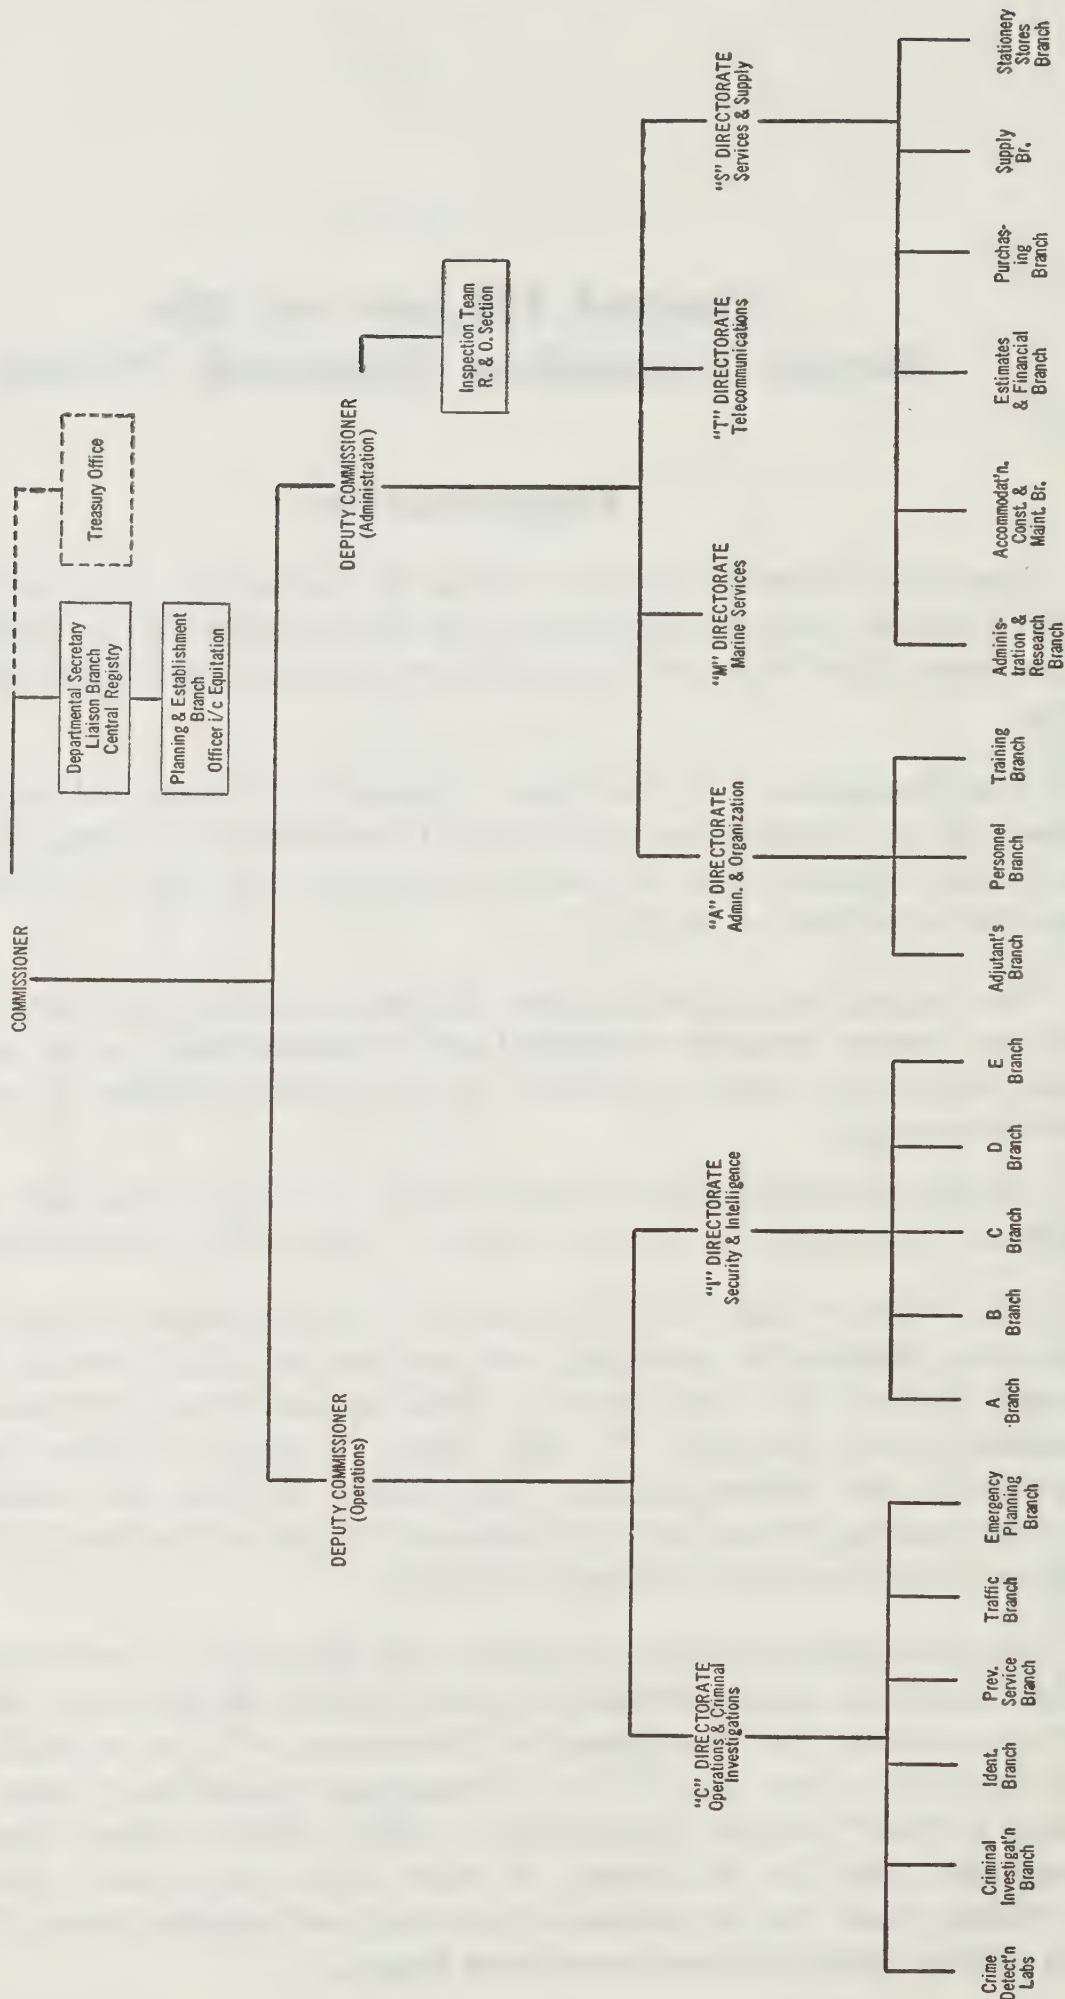 COMMISSIONER
Treasury Office
Departmental Secretary
Liaison Branch
Central Registry
Planning & Establishment
Branch
Officer i/c Equitation
DEPUTY COMMISSIONER
(Operations)
DEPUTY COMMISSIONER
(Administration)
Inspection Team
R. & O. Section
"C" DIRECTORATE
Operations & Criminal
Investigations
"I" DIRECTORATE
Security & Intelligence
"A" DIRECTORATE
Admin. & Organization
"M" DIRECTORATE
Marine Services
"T" DIRECTORATE
Telecommunications
"S" DIRECTORATE
Services & Supply
Crime
Detect'n
Labs
Criminal
Investigat'n
Branch
Ident.
Branch
Prev.
Service
Branch
Traffic
Branch
Emergency
Planning
Branch
A
Branch
B
Branch
C
Branch
D
Branch
E
Branch
Adjutant's
Branch
Personnel
Branch
Training
Branch
Adminis-
tration &
Research
Branch
Accommodat'n.
Const. &
Maint. Br.
Estimates
& Financial
Branch
Purchas-
ing
Branch
Supply
Br.
Stationery
Stores
Branch